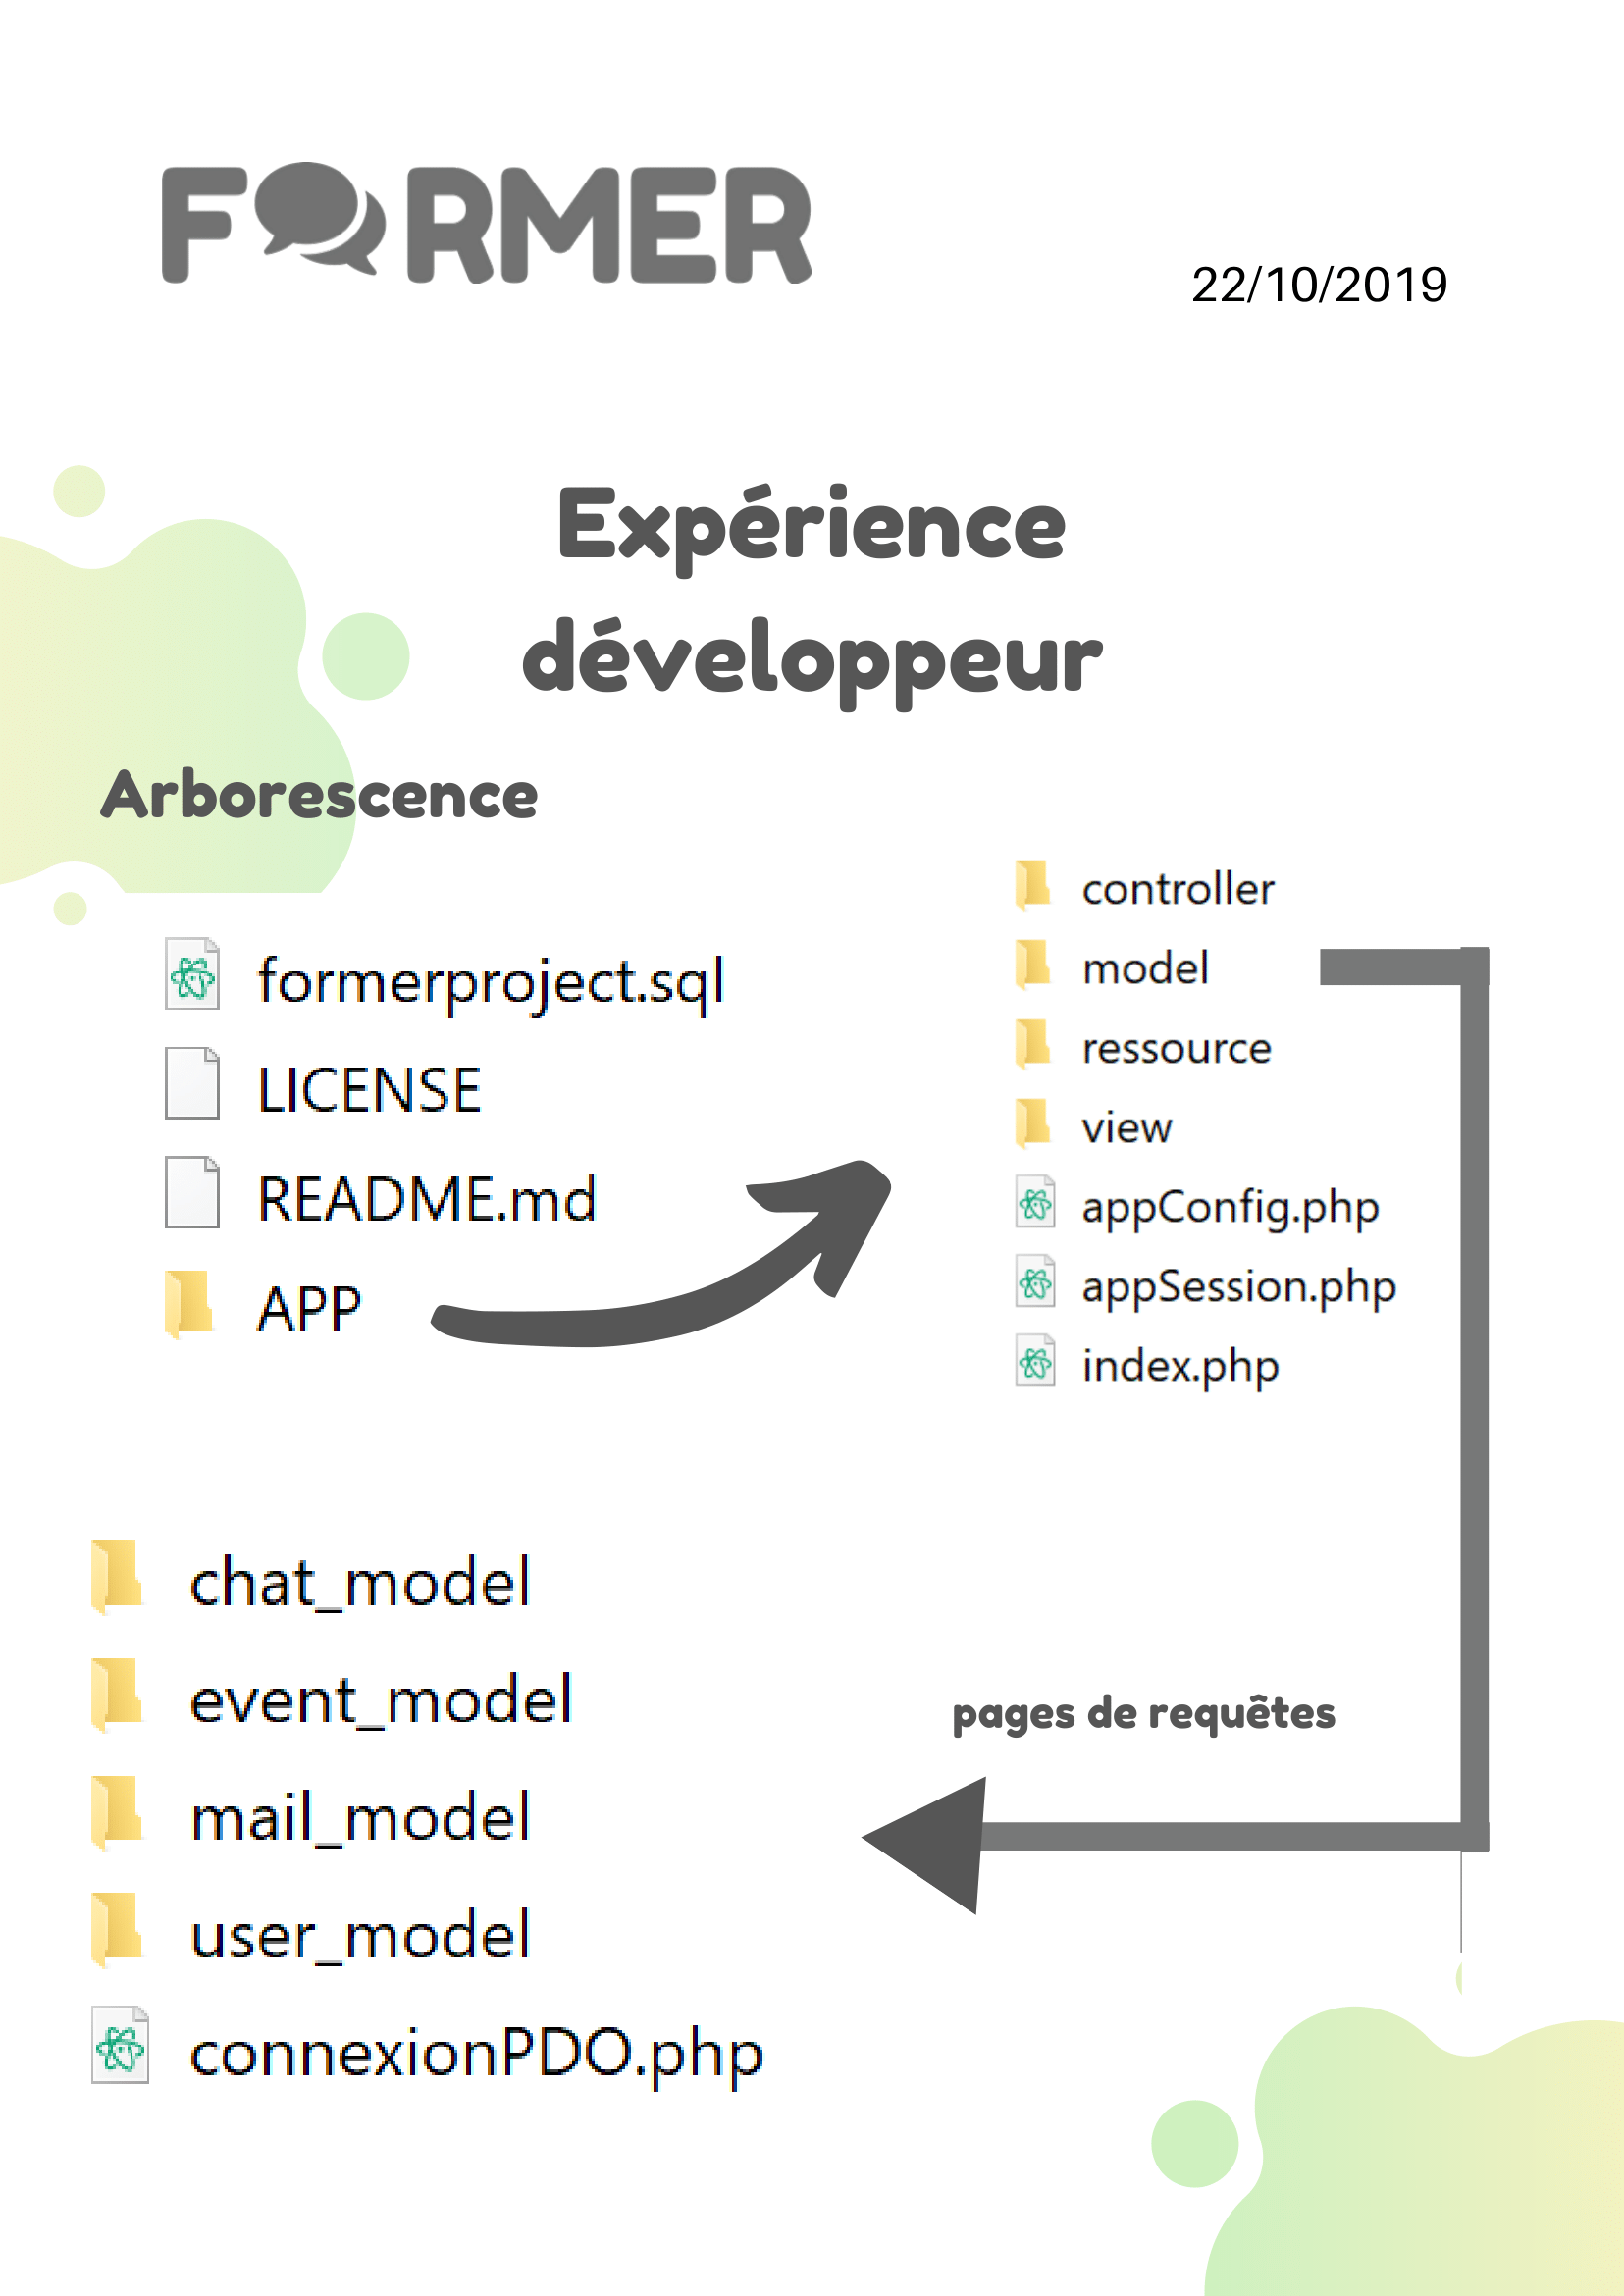 FORMER
22/10/2019
Expérience
développeur
Arborescence
formerproject.sql
LICENSE
README.md
APP
controller
model
ressource
view
appConfig.php
appSession.php
index.php
pages de requêtes
chat_model
event_model
mail_model
user_model
connexionPDO.php